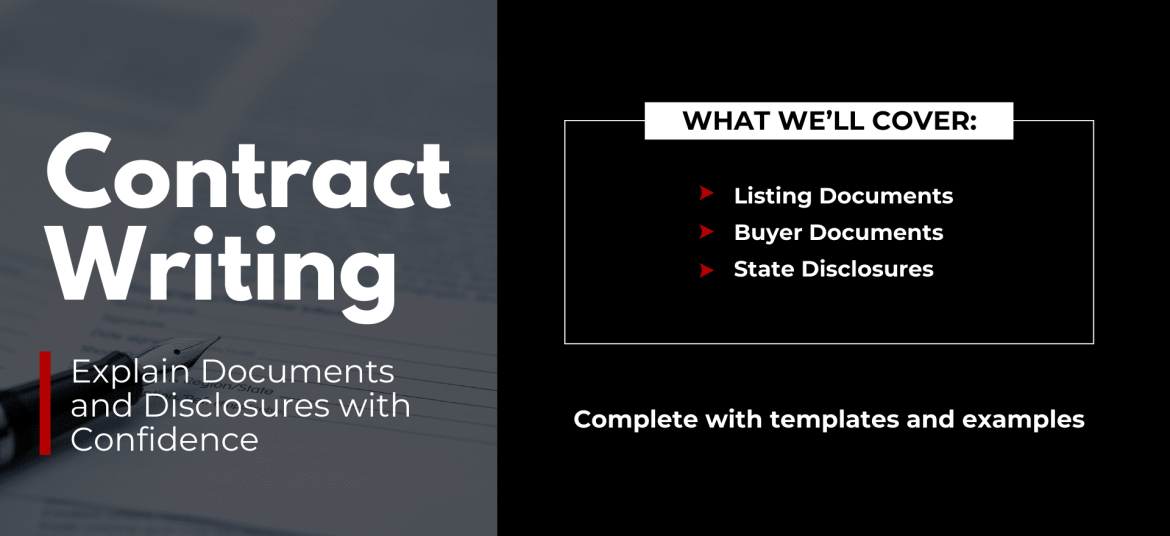 Contract
Writing
Explain Documents
and Disclosures with
Confidence
WHAT WE’LL COVER:
Listing Documents
Buyer Documents
State Disclosures
Complete with templates and examples